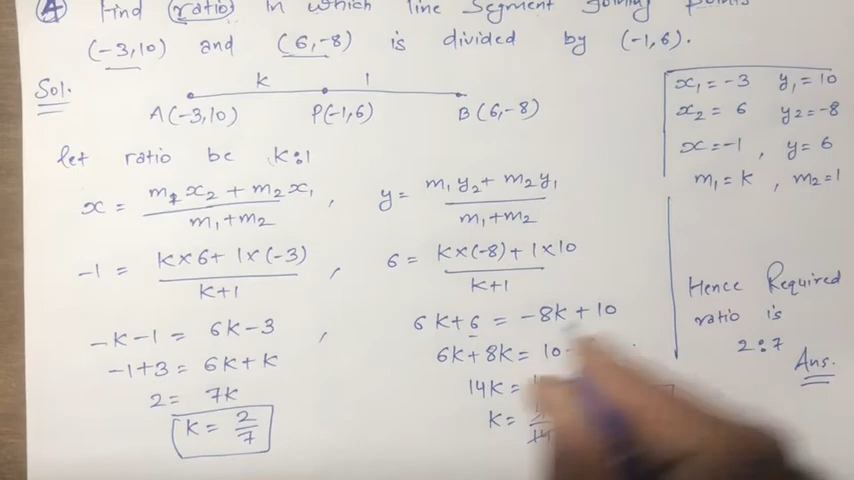 Find (ratio) in which line segment joining points
(-3,10) and (6,-8) is divided by (-1,6).
Sol.
k 1
A(-3,10) P(-1,6) B(6,-8)
let ratio be k:1
x = m₁x₂ + m₂x₁ / m₁+m₂ , y = m₁y₂ + m₂y₁ / m₁+m₂
-1 = k×6+ 1×(-3) / k+1 , 6 = k×(-8)+ 1×10 / k+1
-k-1 = 6k-3 , 6k+6 = -8k+10
-1+3 = 6k+k 6k+8k = 10-
2 = 7k 14k =
k = 2/7 k =
x₁ = -3 y₁ = 10
x₂ = 6 y₂ = -8
x = -1 , y = 6
m₁ = k , m₂ = 1
Hence Required
ratio is
2:7
Ans.